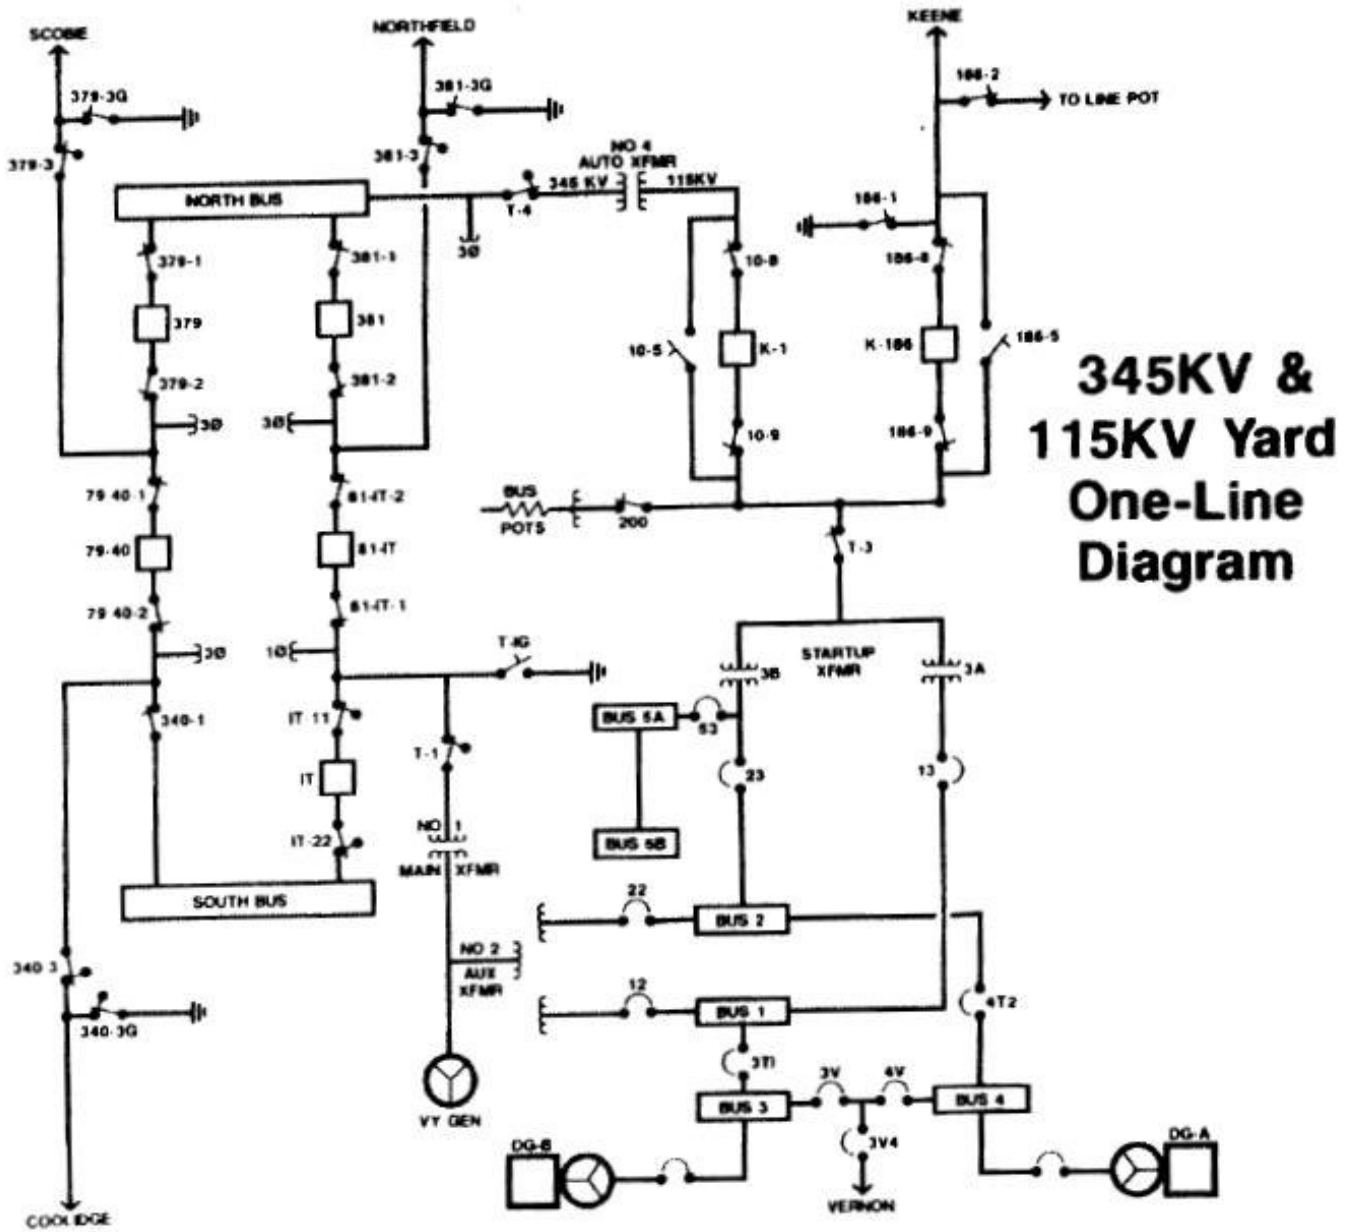 SCOBIE
NORTHFIELD
KEENE
379-3G
381-3G
186-2
TO LINE POT
379-3
381-3
NO 4
AUTO XFMR
345 KV
115KV
T-4
NORTH BUS
3Ø
186-1
379-1
381-1
10-8
186-8
379
381
10-5
K-1
K-186
186-5
379-2
381-2
3Ø
3Ø
10-9
186-9
345KV &
115KV Yard
One-Line
Diagram
79 40-1
81-IT-2
BUS
POTS
200
79-40
81-IT
T-3
79 40-2
81-IT-1
3Ø
1Ø
T-IG
STARTUP
XFMR
3B
3A
340-1
IT 11
T-1
BUS 5A
53
23
13
IT
NO 1
MAIN XFMR
IT-22
BUS 5B
SOUTH BUS
22
BUS 2
340 3
NO 2
AUX
XFMR
12
BUS 1
4T2
340-3G
3T1
3V
4V
BUS 3
BUS 4
VY GEN
3V4
DG-B
DG-A
VERNON
COOLIDGE